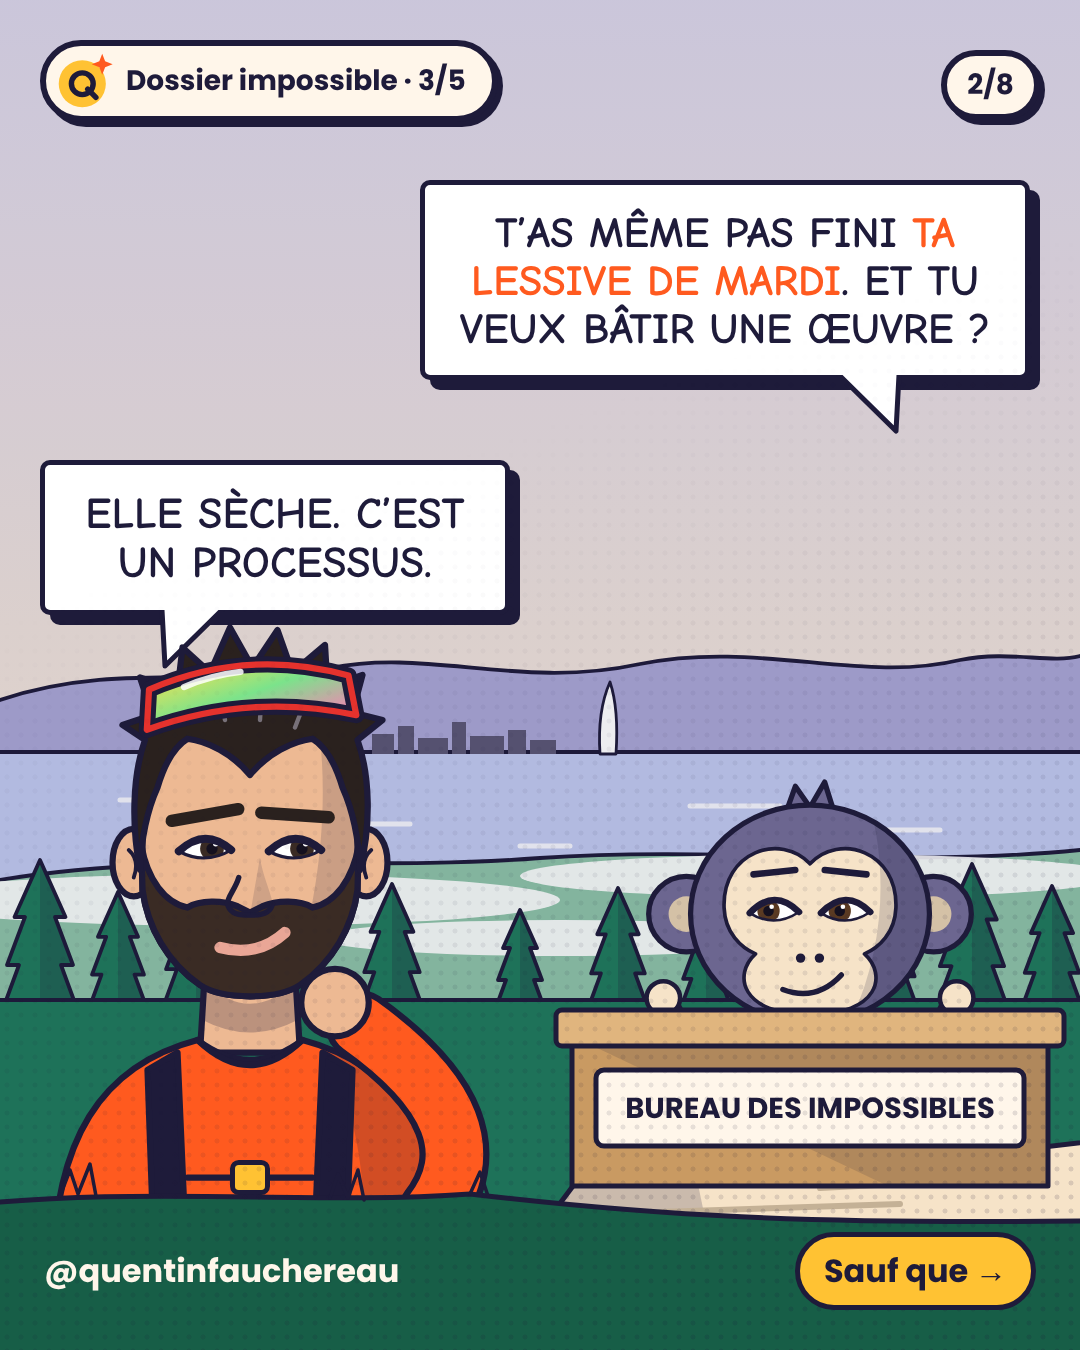 Q
Dossier impossible · 3/5
2/8
T'AS MÊME PAS FINI TA
LESSIVE DE MARDI. ET TU
VEUX BÂTIR UNE ŒUVRE ?
ELLE SÈCHE. C'EST
UN PROCESSUS.
BUREAU DES IMPOSSIBLES
@quentinfauchereau
Sauf que →